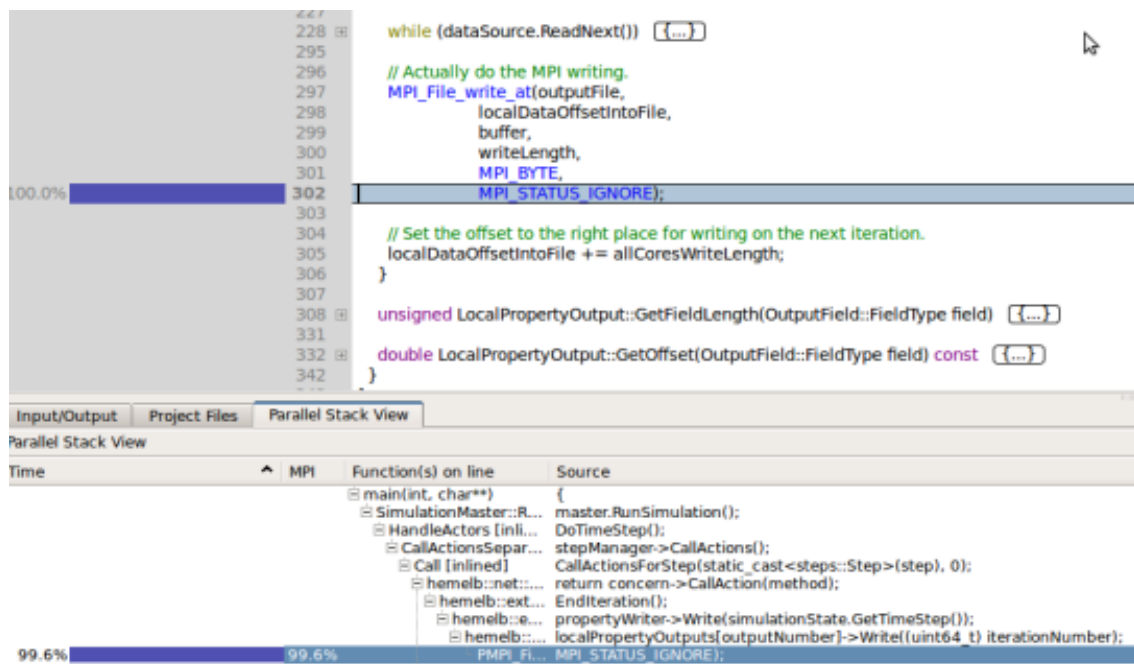 227
228 while (dataSource.ReadNext()) {...}
295
296 // Actually do the MPI writing.
297 MPI_File_write_at(outputFile,
298 localDataOffsetIntoFile,
299 buffer,
300 writeLength,
301 MPI_BYTE,
100.0% 302 MPI_STATUS_IGNORE);
303
304 // Set the offset to the right place for writing on the next iteration.
305 localDataOffsetIntoFile += allCoresWriteLength;
306 }
307
308 unsigned LocalPropertyOutput::GetFieldLength(OutputField::FieldType field) {...}
331
332 double LocalPropertyOutput::GetOffset(OutputField::FieldType field) const {...}
342 }
Input/Output Project Files Parallel Stack View
Parallel Stack View
Time MPI Function(s) on line Source
main(int, char**) {
SimulationMaster::R... master.RunSimulation();
HandleActors [inli... DoTimeStep();
CallActionsSepar... stepManager->CallActions();
Call [inlined] CallActionsForStep(static_cast<steps::Step>(step), 0);
hemelb::net::... return concern->CallAction(method);
hemelb::ext... EndIteration();
hemelb::e... propertyWriter->Write(simulationState.GetTimeStep());
hemelb::... localPropertyOutputs[outputNumber]->Write((uint64_t) iterationNumber);
99.6% 99.6% PMPI_Fi... MPI_STATUS_IGNORE);